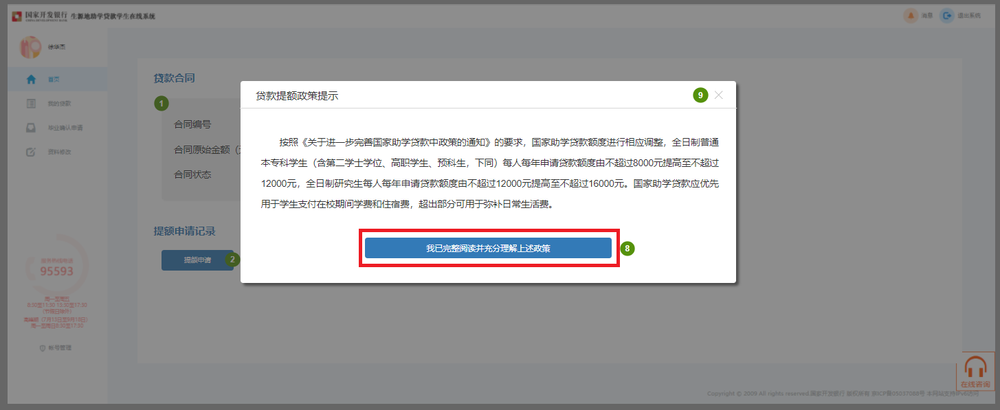 国家开发银行 生源地助学贷款学生在线系统
CHINA DEVELOPMENT BANK
消息
退出系统
徐华杰
首页
我的贷款
毕业确认申请
资料修改
服务热线电话
95593
周一至周五
8:30至11:30 13:30至17:30
(节假日除外)
周一至周日8:30至17:30
帐号管理
贷款合同
1
合同编号
合同原始金额
合同状态
提额申请记录
提额申请
2
贷款提额政策提示
9
按照《关于进一步完善国家助学贷款中政策的通知》的要求，国家助学贷款额度进行相应调整，全日制普通
本专科学生（含第二学士学位、高职学生、预科生，下同）每人每年申请贷款额度由不超过8000元提高至不超过
12000元，全日制研究生每人每年申请贷款额度由不超过12000元提高至不超过16000元。国家助学贷款应优先
用于学生支付在校期间学费和住宿费，超出部分可用于弥补日常生活费。
我已完整阅读并充分理解上述政策
8
在线咨询
Copyright © 2009 All rights reserved.国家开发银行 版权所有 京ICP备05037086号 本网站支持IPv6访问